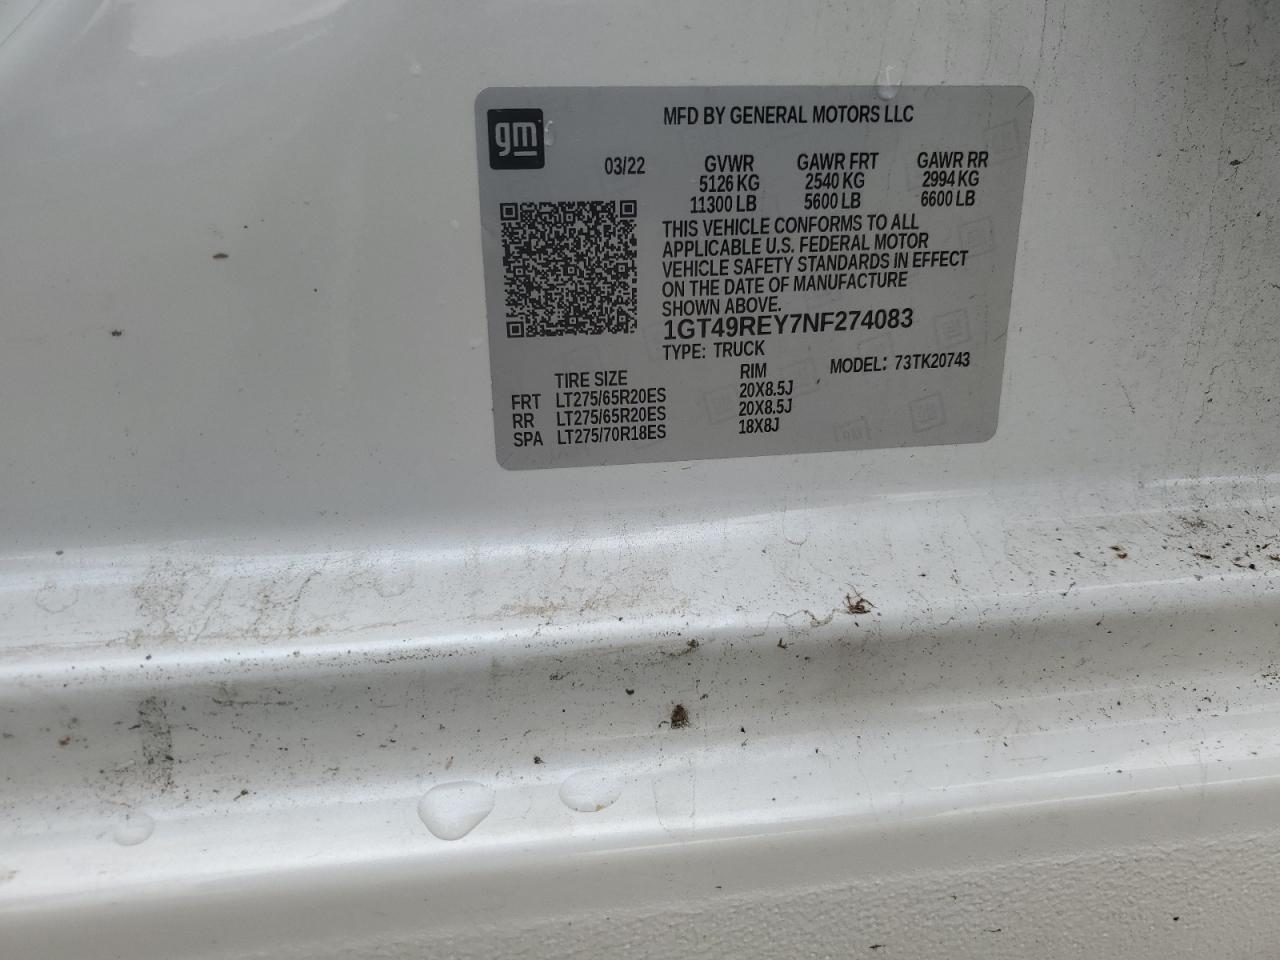 MFD BY GENERAL MOTORS LLC
gm
03/22 GVWR GAWR FRT GAWR RR
5126 KG 2540 KG 2994 KG
11300 LB 5600 LB 6600 LB
THIS VEHICLE CONFORMS TO ALL
APPLICABLE U.S. FEDERAL MOTOR
VEHICLE SAFETY STANDARDS IN EFFECT
ON THE DATE OF MANUFACTURE
SHOWN ABOVE.
1GT49REY7NF274083
TYPE: TRUCK
MODEL: 73TK20743
TIRE SIZE RIM
FRT LT275/65R20ES 20X8.5J
RR LT275/65R20ES 20X8.5J
SPA LT275/70R18ES 18X8J